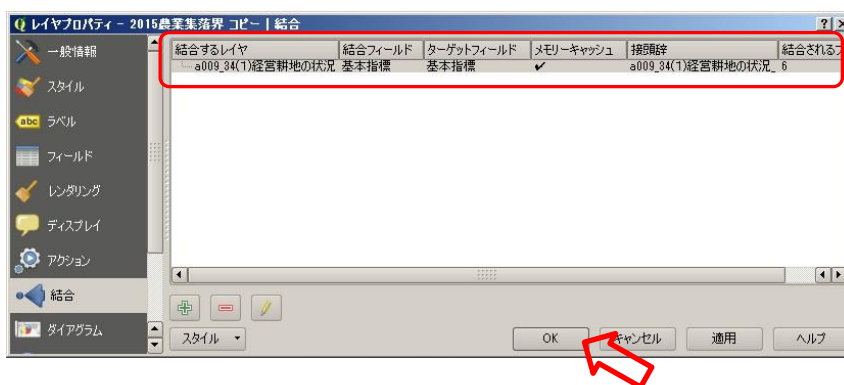 レイヤプロパティ - 2015農業集落界 コピー | 結合
一般情報
スタイル
abc ラベル
フィールド
レンダリング
ディスプレイ
アクション
結合
ダイアグラム
結合するレイヤ 結合フィールド ターゲットフィールド メモリーキャッシュ 接頭辞 結合されるフ
a009_34(1)経営耕地の状況 基本指標 基本指標 ✔ a009_34(1)経営耕地の状況_ 6
スタイル OK キャンセル 適用 ヘルプ